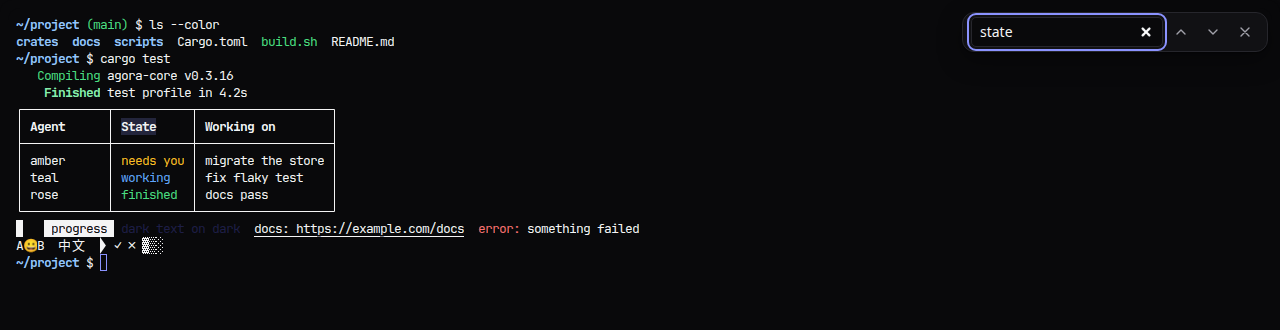 ~/project (main) $ ls --color
crates docs scripts Cargo.toml build.sh README.md
~/project $ cargo test
Compiling agora-core v0.3.16
Finished test profile in 4.2s
Agent State Working on
amber needs you migrate the store
teal working fix flaky test
rose finished docs pass
progress dark text on dark docs: https://example.com/docs error: something failed
A😀B 中文 ✓ ✕
~/project $
state